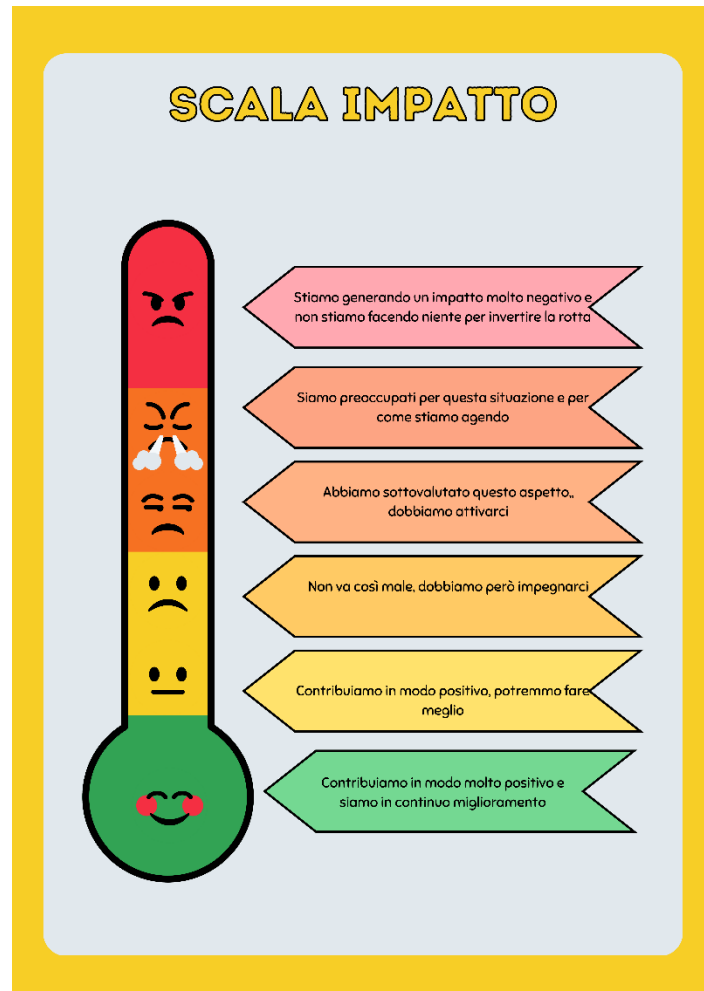 SCALA IMPATTO
Stiamo generando un impatto molto negativo e
non stiamo facendo niente per invertire la rotta
Siamo preoccupati per questa situazione e per
come stiamo agendo
Abbiamo sottovalutato questo aspetto,,
dobbiamo attivarci
Non va così male, dobbiamo però impegnarci
Contribuiamo in modo positivo, potremmo fare
meglio
Contribuiamo in modo molto positivo e
siamo in continuo miglioramento